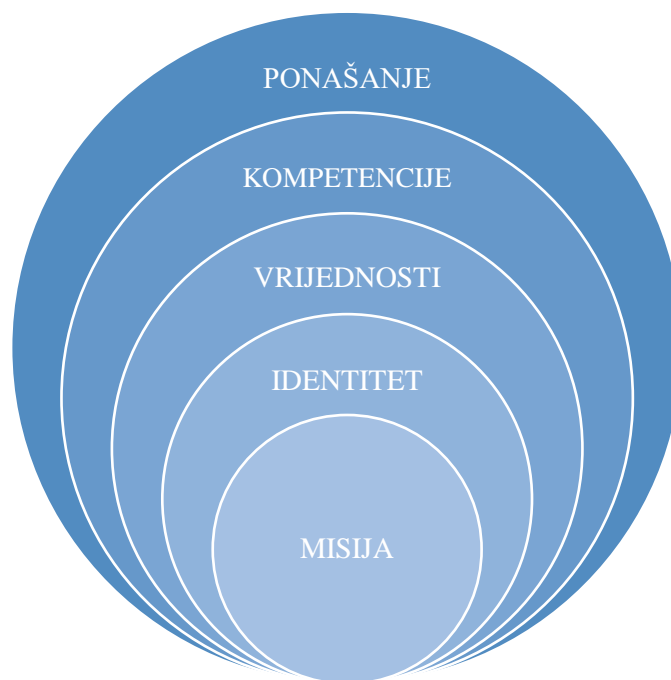 PONAŠANJE
KOMPETENCIJE
VRIJEDNOSTI
IDENTITET
MISIJA